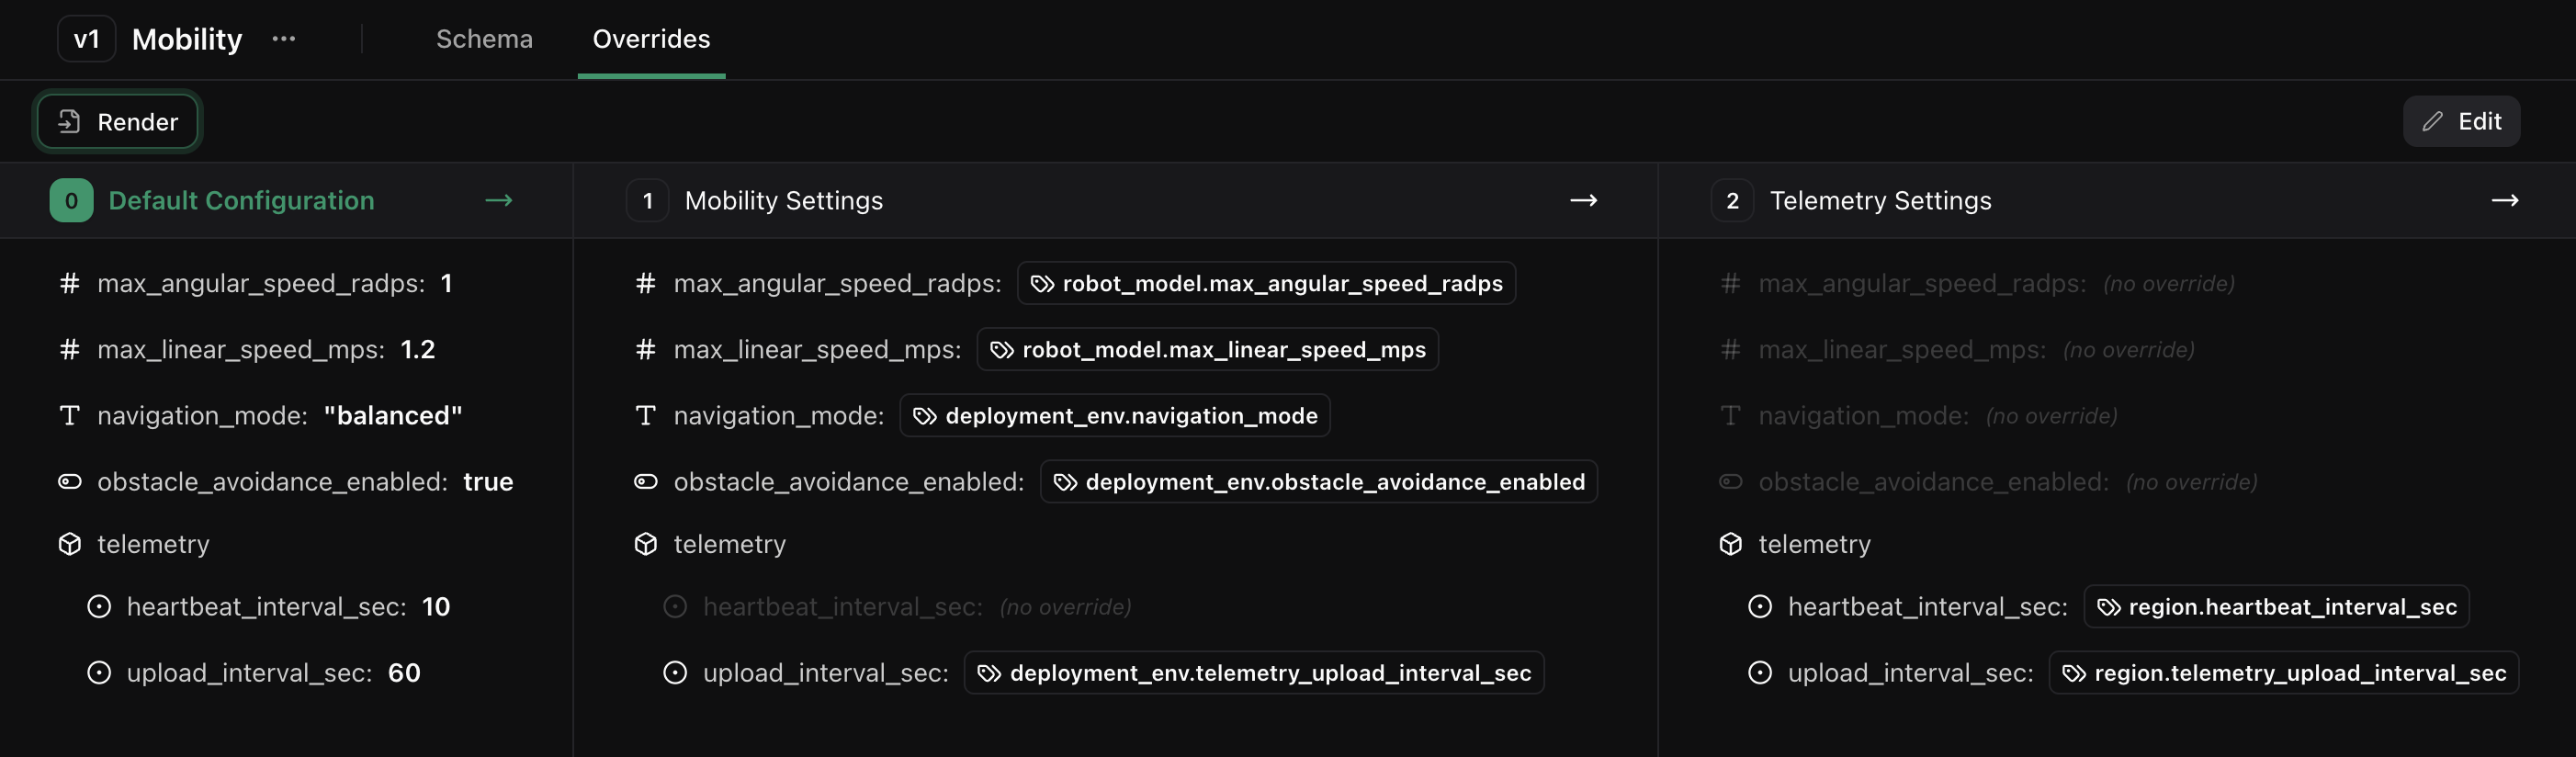 v1 Mobility ··· Schema Overrides
Render Edit
0 Default Configuration →
max_angular_speed_radps: 1
max_linear_speed_mps: 1.2
navigation_mode: "balanced"
obstacle_avoidance_enabled: true
telemetry
heartbeat_interval_sec: 10
upload_interval_sec: 60
1 Mobility Settings →
max_angular_speed_radps: robot_model.max_angular_speed_radps
max_linear_speed_mps: robot_model.max_linear_speed_mps
navigation_mode: deployment_env.navigation_mode
obstacle_avoidance_enabled: deployment_env.obstacle_avoidance_enabled
telemetry
heartbeat_interval_sec: (no override)
upload_interval_sec: deployment_env.telemetry_upload_interval_sec
2 Telemetry Settings →
max_angular_speed_radps: (no override)
max_linear_speed_mps: (no override)
navigation_mode: (no override)
obstacle_avoidance_enabled: (no override)
telemetry
heartbeat_interval_sec: region.heartbeat_interval_sec
upload_interval_sec: region.telemetry_upload_interval_sec